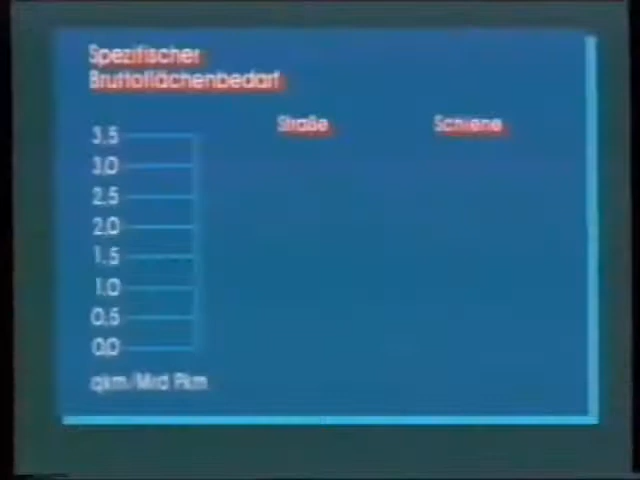 Spezifischer
Bruttoflächenbedarf
Straße Schiene
3.5
3.0
2.5
2.0
1.5
1.0
0.5
0.0
qkm/Mrd Pkm